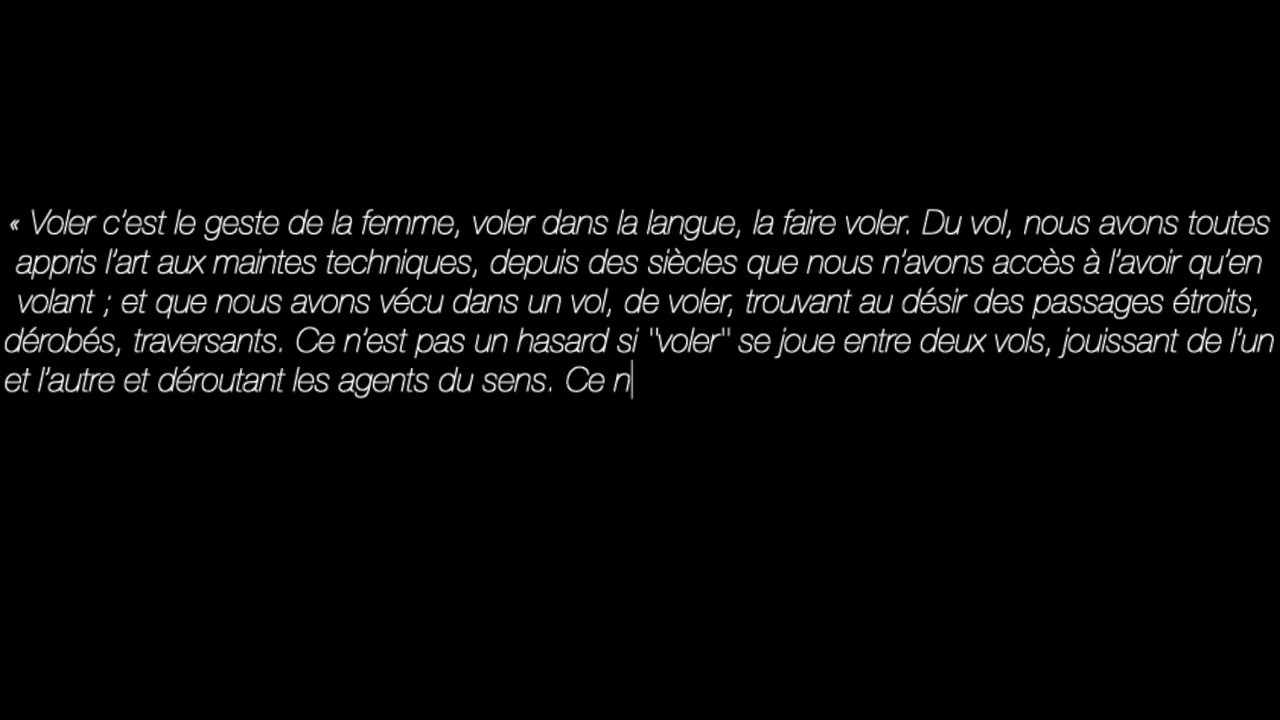 « Voler c’est le geste de la femme, voler dans la langue, la faire voler. Du vol, nous avons toutes
appris l’art aux maintes techniques, depuis des siècles que nous n’avons accès à l’avoir qu’en
volant ; et que nous avons vécu dans un vol, de voler, trouvant au désir des passages étroits,
dérobés, traversants. Ce n’est pas un hasard si "voler" se joue entre deux vols, jouissant de l’un
et l’autre et déroutant les agents du sens. Ce n